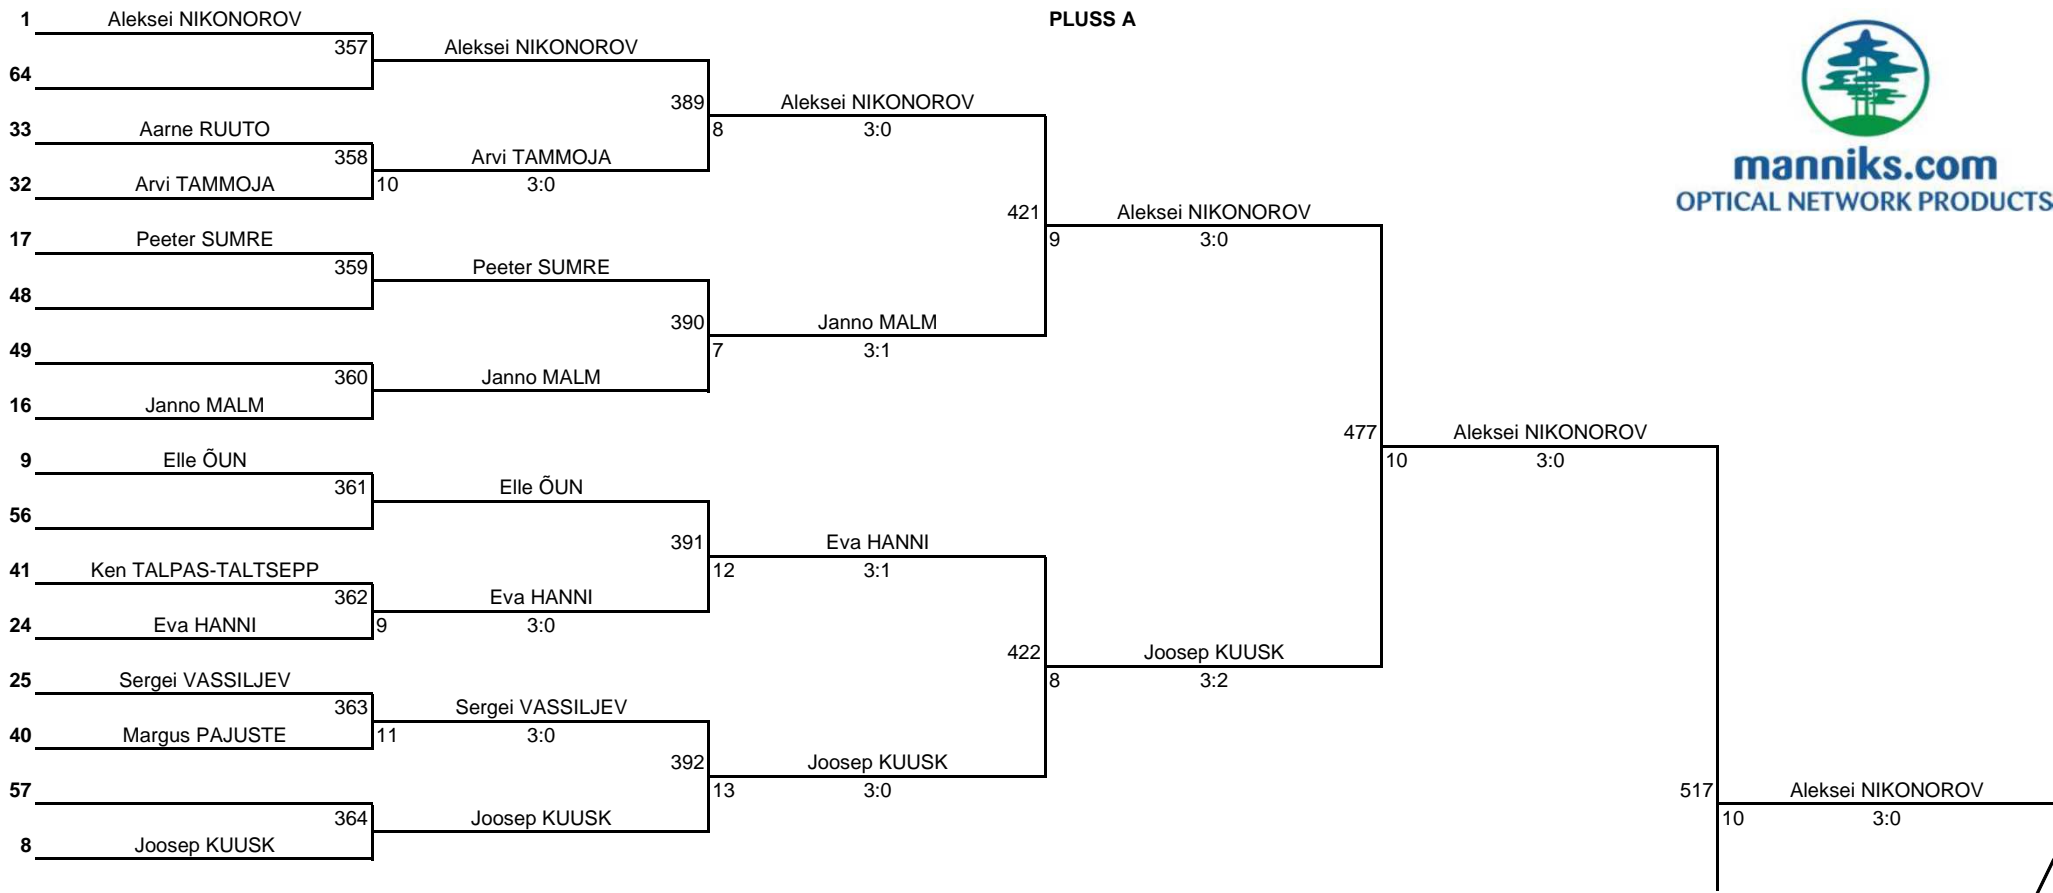 1 Aleksei NIKONOROV PLUSS A
357 Aleksei NIKONOROV
64
389 Aleksei NIKONOROV
33 Aarne RUUTO 8 3:0
358 Arvi TAMMOJA
manniks.com
32 Arvi TAMMOJA 10 3:0
OPTICAL NETWORK PRODUCTS
421 Aleksei NIKONOROV
17 Peeter SUMRE 9 3:0
359 Peeter SUMRE
48
390 Janno MALM
49 7 3:1
360 Janno MALM
16 Janno MALM
477 Aleksei NIKONOROV
9 Elle ÕUN 10 3:0
361 Elle ÕUN
56
391 Eva HANNI
41 Ken TALPAS-TALTSEPP 12 3:1
362 Eva HANNI
24 Eva HANNI 9 3:0
422 Joosep KUUSK
25 Sergei VASSILJEV 8 3:2
363 Sergei VASSILJEV
40 Margus PAJUSTE 11 3:0
392 Joosep KUUSK
57 13 3:0 517 Aleksei NIKONOROV
364 Joosep KUUSK 10 3:0
8 Joosep KUUSK